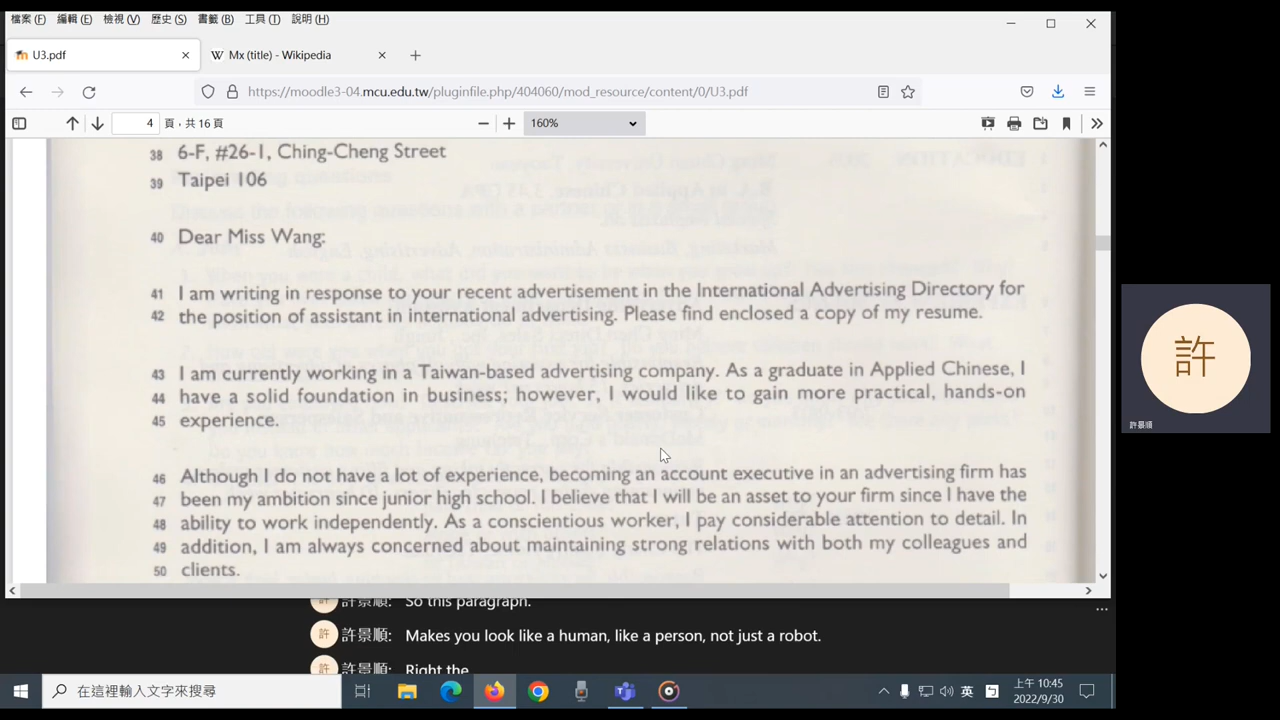 檔案(F) 編輯(E) 檢視(V) 歷史(S) 書籤(B) 工具(T) 說明(H)
U3.pdf
Mx (title) - Wikipedia
https://moodle3-04.mcu.edu.tw/pluginfile.php/404060/mod_resource/content/0/U3.pdf
4 頁，共 16 頁
160%
38 6-F, #26-1, Ching-Cheng Street
39 Taipei 106
40 Dear Miss Wang:
41 I am writing in response to your recent advertisement in the International Advertising Directory for
42 the position of assistant in international advertising. Please find enclosed a copy of my resume.
43 I am currently working in a Taiwan-based advertising company. As a graduate in Applied Chinese, I
44 have a solid foundation in business; however, I would like to gain more practical, hands-on
45 experience.
46 Although I do not have a lot of experience, becoming an account executive in an advertising firm has
47 been my ambition since junior high school. I believe that I will be an asset to your firm since I have the
48 ability to work independently. As a conscientious worker, I pay considerable attention to detail. In
49 addition, I am always concerned about maintaining strong relations with both my colleagues and
50 clients.
許
許景順
許 許景順: So this paragraph.
許 許景順: Makes you look like a human, like a person, not just a robot.
許 許景順: Right the
在這裡輸入文字來搜尋
英
上午 10:45
2022/9/30